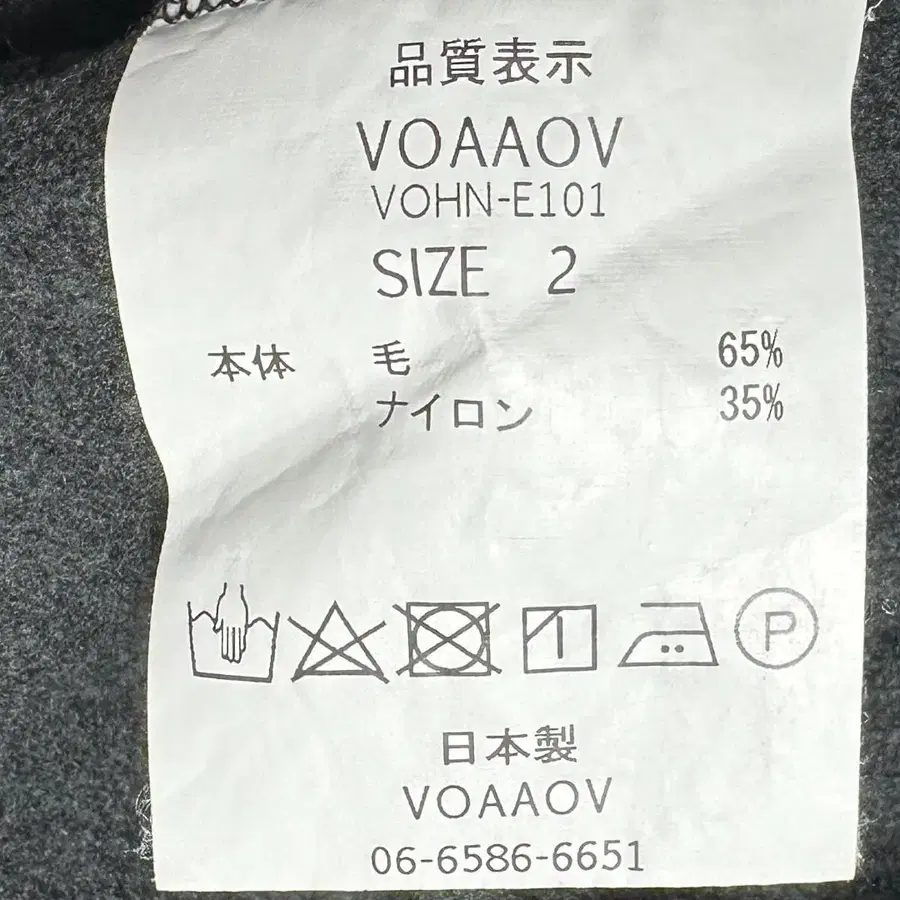 品質表示
VOAAOV
VOHN-E101
SIZE 2
本体 毛 65%
ナイロン 35%
P
日本製
VOAAOV
06-6586-6651